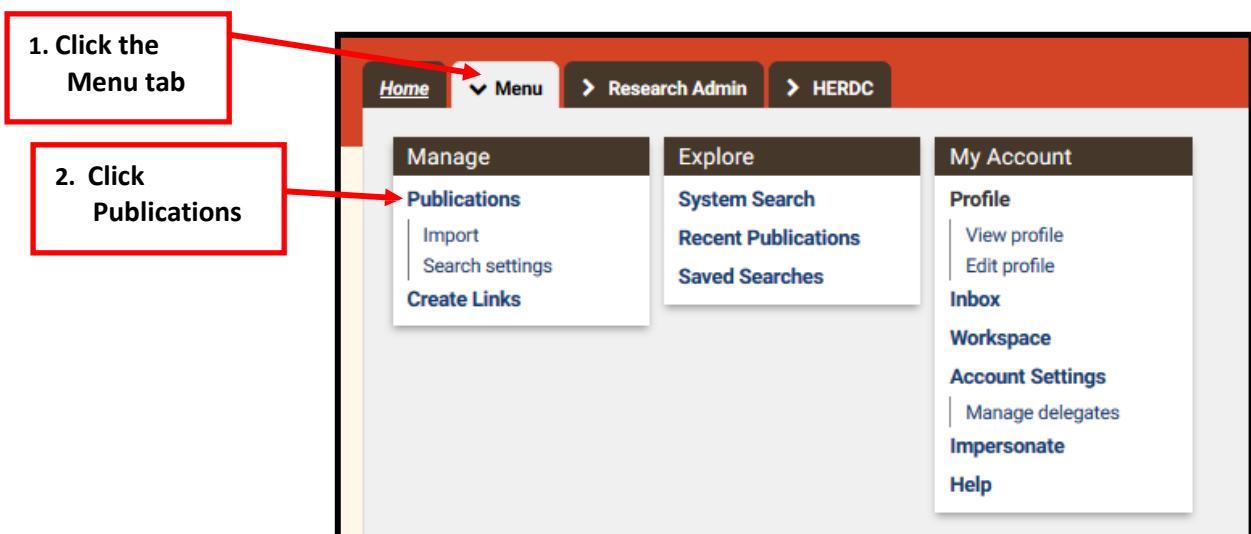 1. Click the
Menu tab
2. Click
Publications
Home
Menu
Research Admin
HERDC
Manage
Publications
Import
Search settings
Create Links
Explore
System Search
Recent Publications
Saved Searches
My Account
Profile
View profile
Edit profile
Inbox
Workspace
Account Settings
Manage delegates
Impersonate
Help